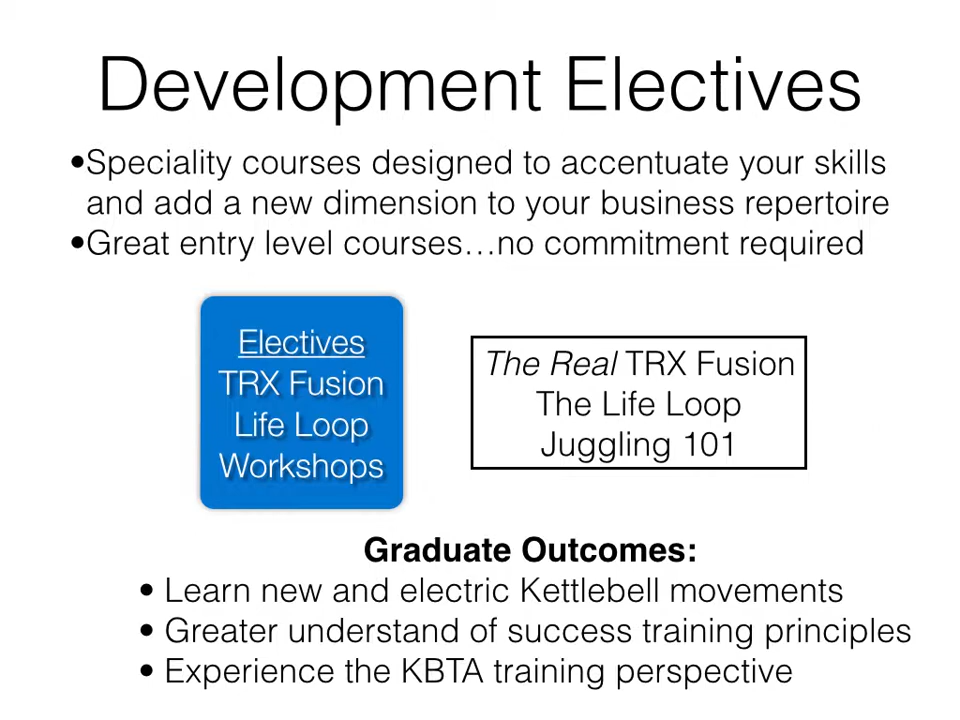 Development Electives
•Speciality courses designed to accentuate your skills
and add a new dimension to your business repertoire
•Great entry level courses…no commitment required
Electives
TRX Fusion
Life Loop
Workshops
The Real TRX Fusion
The Life Loop
Juggling 101
Graduate Outcomes:
• Learn new and electric Kettlebell movements
• Greater understand of success training principles
• Experience the KBTA training perspective